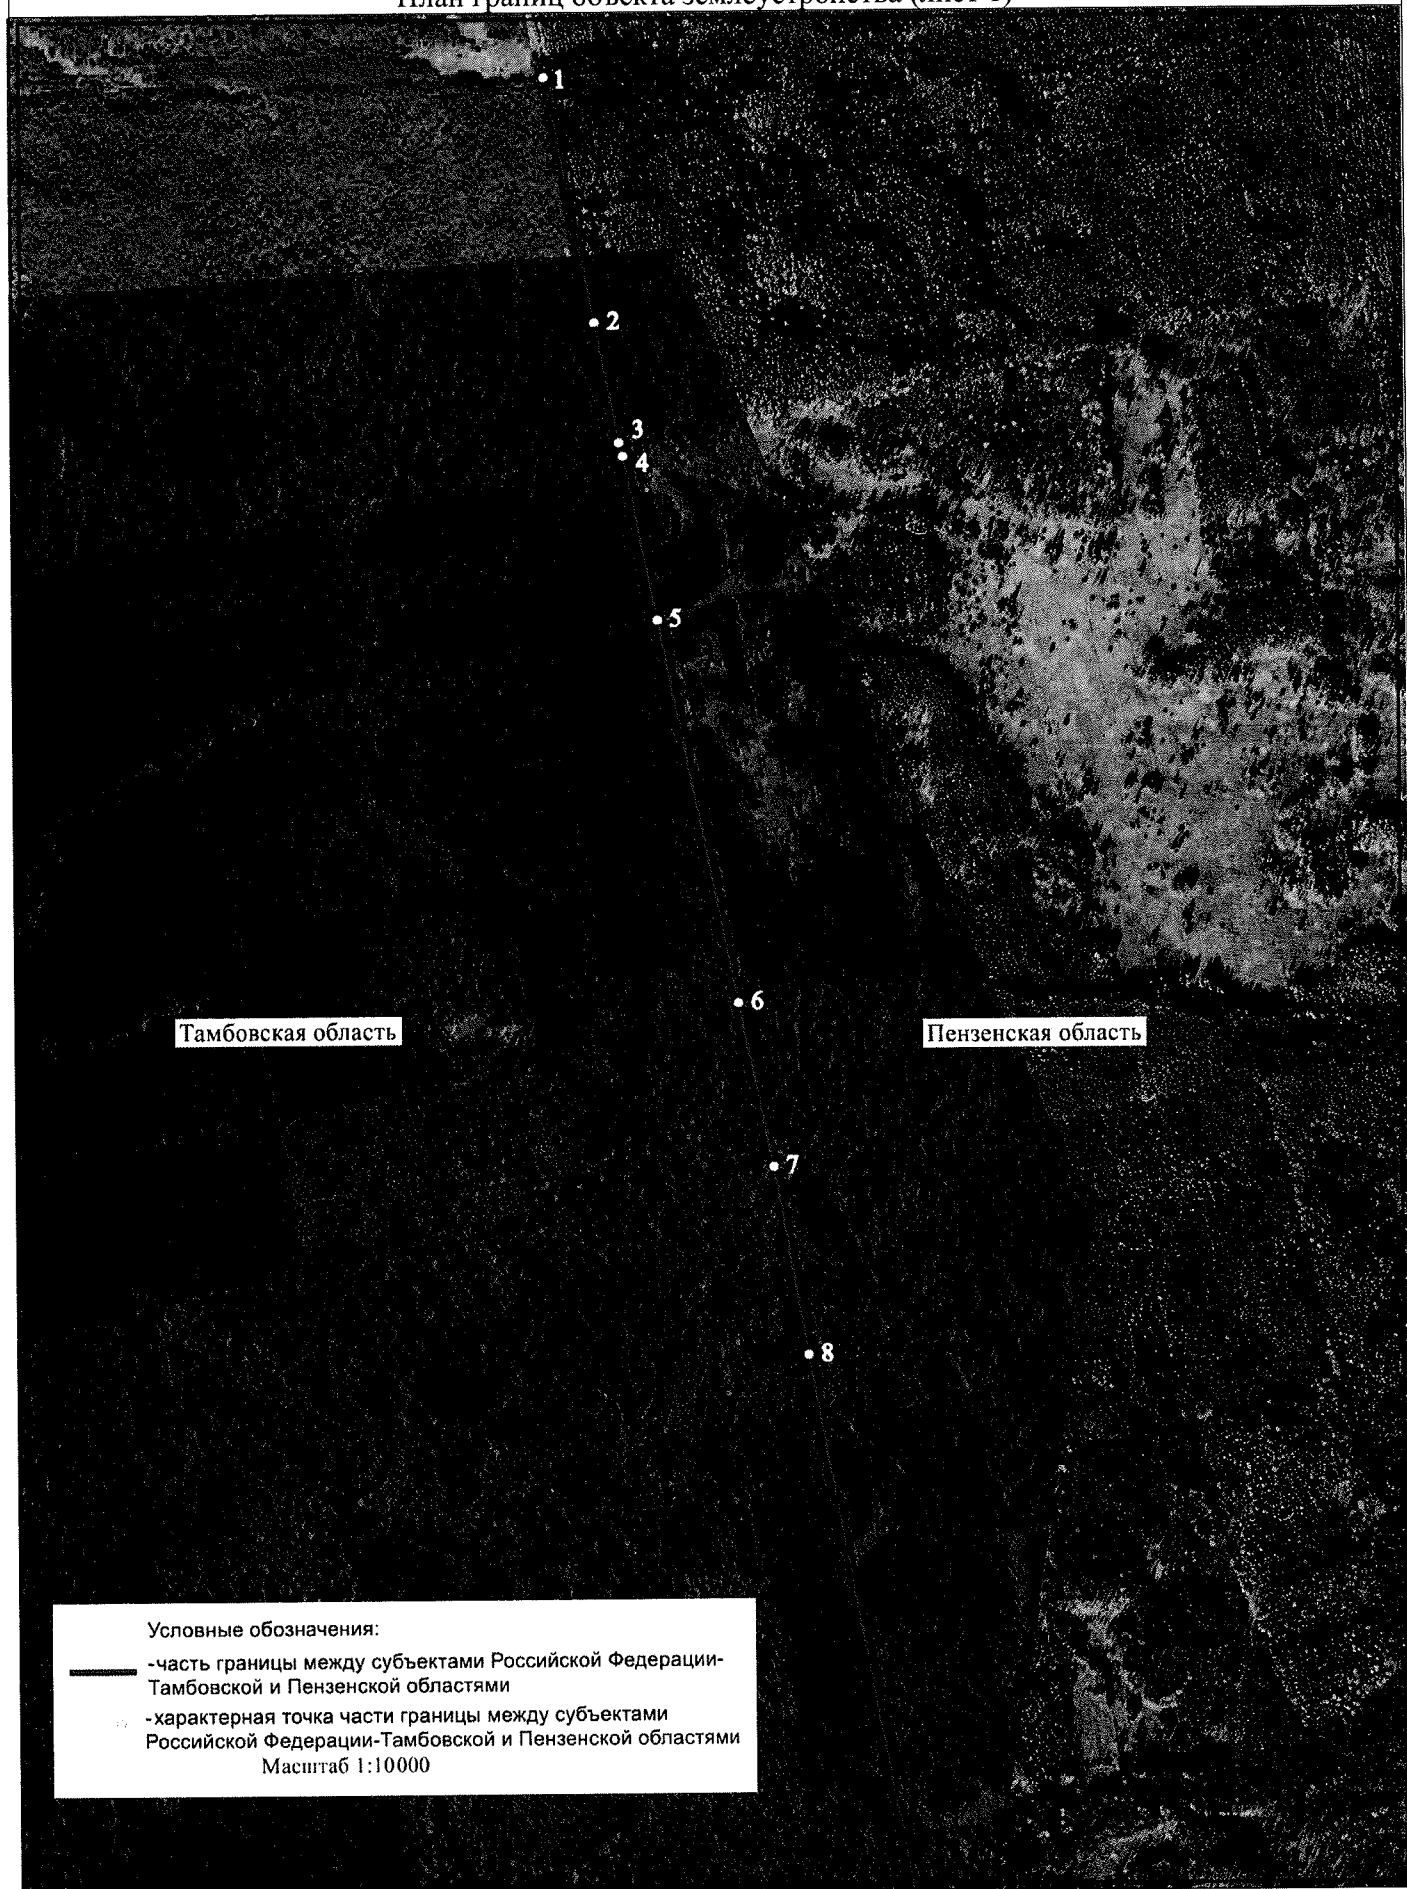 План границ объекта землеустройства (лист 1)
1
2
3
4
5
6
Тамбовская область
Пензенская область
7
8
Условные обозначения:
-часть границы между субъектами Российской Федерации-
Тамбовской и Пензенской областями
-характерная точка части границы между субъектами
Российской Федерации-Тамбовской и Пензенской областями
Масштаб 1:10000